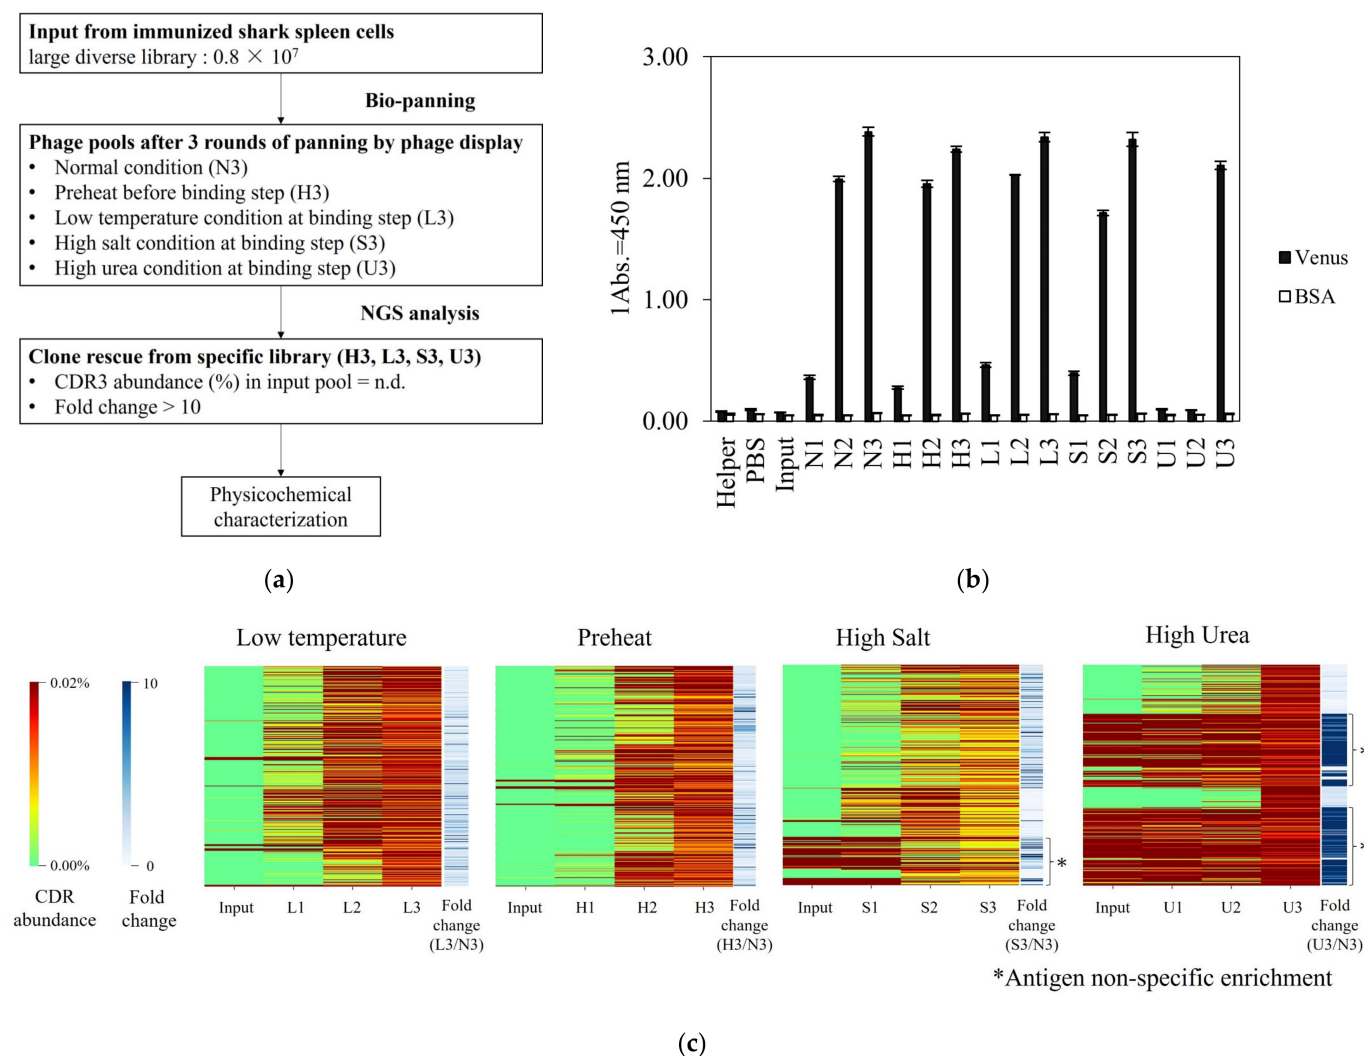 Input from immunized shark spleen cells
large diverse library : 0.8 × 10⁷
Bio-panning
Phage pools after 3 rounds of panning by phage display
• Normal condition (N3)
• Preheat before binding step (H3)
• Low temperature condition at binding step (L3)
• High salt condition at binding step (S3)
• High urea condition at binding step (U3)
NGS analysis
Clone rescue from specific library (H3, L3, S3, U3)
• CDR3 abundance (%) in input pool = n.d.
• Fold change > 10
Physicochemical
characterization
(a)
3.00
2.00
1.00
0.00
1Abs.=450 nm
Helper
PBS
Input
N1
N2
N3
H1
H2
H3
L1
L2
L3
S1
S2
S3
U1
U2
U3
Venus
BSA
(b)
0.02%
0.00%
CDR
abundance
10
0
Fold
change
Low temperature
Input L1 L2 L3 Fold
change
(L3/N3)
Preheat
Input H1 H2 H3 Fold
change
(H3/N3)
High Salt
*
Input S1 S2 S3 Fold
change
(S3/N3)
High Urea
*
*
Input U1 U2 U3 Fold
change
(U3/N3)
*Antigen non-specific enrichment
(c)